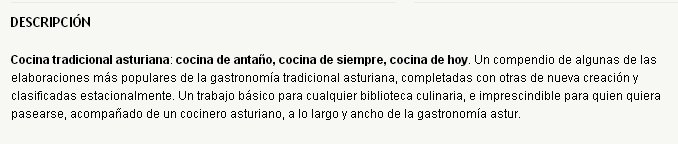 DESCRIPCIÓN
Cocina tradicional asturiana: cocina de antaño, cocina de siempre, cocina de hoy. Un compendio de algunas de las
elaboraciones más populares de la gastronomía tradicional asturiana, completadas con otras de nueva creación y
clasificadas estacionalmente. Un trabajo básico para cualquier biblioteca culinaria, e imprescindible para quien quiera
pasearse, acompañado de un cocinero asturiano, a lo largo y ancho de la gastronomía astur.